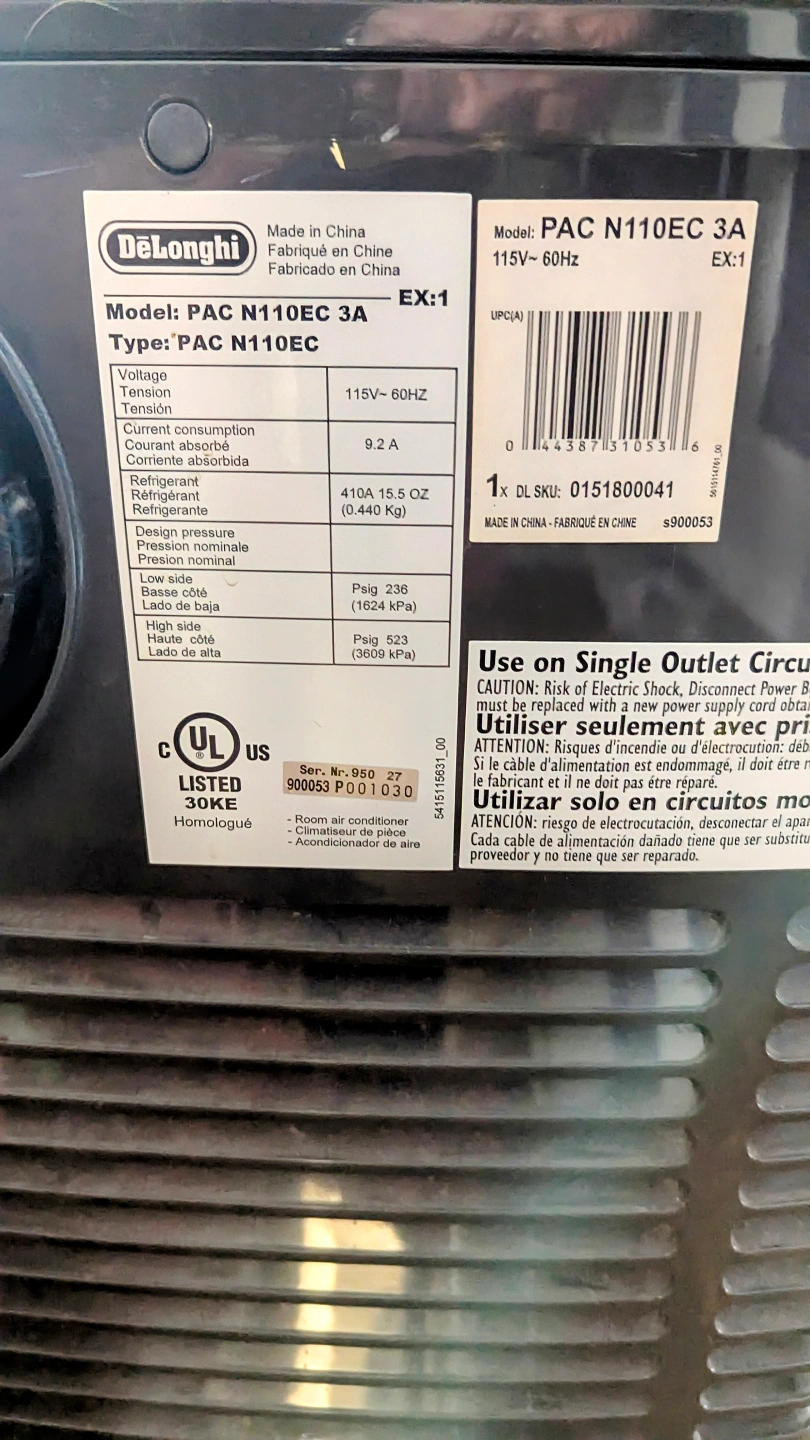 DēLonghi
Made in China
Fabriqué en Chine
Fabricado en China
EX:1
Model: PAC N110EC 3A
Type: PAC N110EC
Voltage
Tension
Tensión
115V~ 60HZ
Current consumption
Courant absorbé
Corriente absorbida
9.2 A
Refrigerant
Réfrigérant
Refrigerante
410A 15.5 OZ
(0.440 Kg)
Design pressure
Pression nominale
Presion nominal
Low side
Basse côté
Lado de baja
Psig 236
(1624 kPa)
High side
Haute côté
Lado de alta
Psig 523
(3609 kPa)
C UL US
®
LISTED
30KE
Homologué
Ser. Nr. 950 27
900053 P001030
- Room air conditioner
- Climatiseur de pièce
- Acondicionador de aire
5415115631_00
Model: PAC N110EC 3A
115V~ 60Hz EX:1
UPC(A)
0 44387 31053 6
1x DL SKU: 0151800041
MADE IN CHINA - FABRIQUÉ EN CHINE s900053
Use on Single Outlet Circu
CAUTION: Risk of Electric Shock, Disconnect Power B
must be replaced with a new power supply cord obtai
Utiliser seulement avec pri
ATTENTION: Risques d'incendie ou d'électrocution: déb
Si le càble d'alimentation est endommagé, il doit étre r
le fabricant et il ne doit pas étre réparé.
Utilizar solo en circuitos mo
ATENCIÓN: riesgo de electrocutación, desconectar el apar
Cada cable de alimentación dañado tiene que ser substitu
proveedor y no tiene que ser reparado.